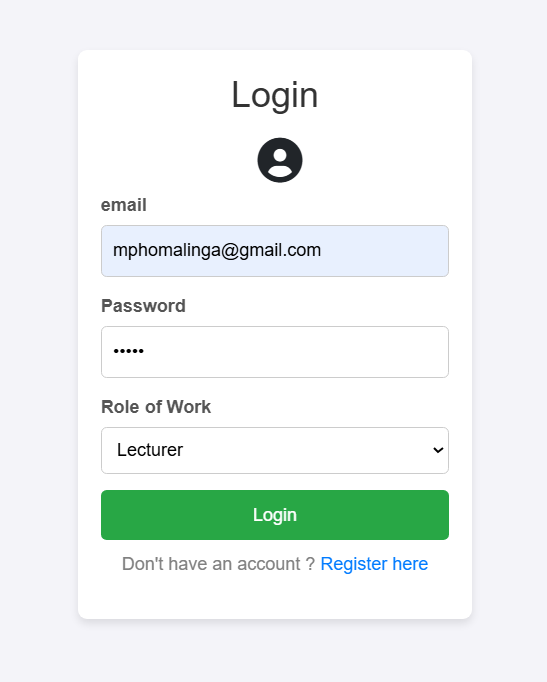 Login
email
mphomalinga@gmail.com
Password
•••••
Role of Work
Lecturer
Login
Don't have an account ? Register here